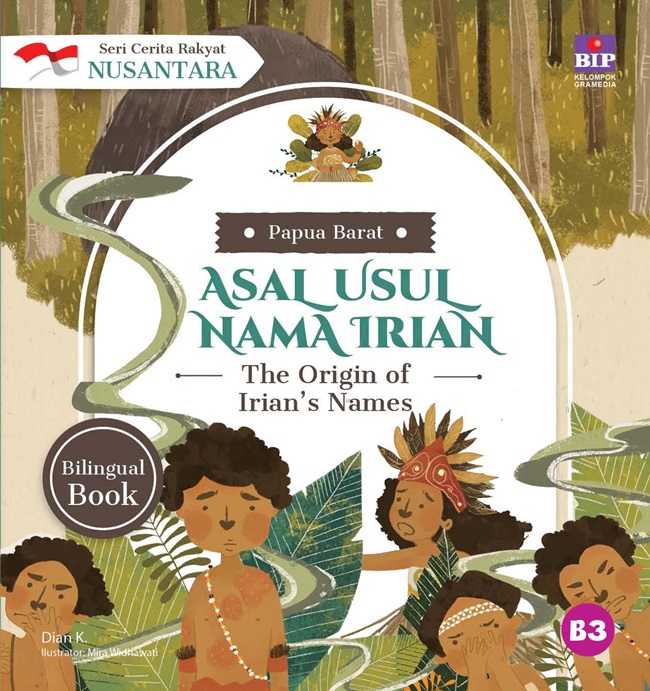 Seri Cerita Rakyat
NUSANTARA
BIP
KELOMPOK
GRAMEDIA
Papua Barat
ASAL USUL
NAMA IRIAN
The Origin of
Irian's Names
Bilingual
Book
Dian K.
Ilustrator: Mira Widhawati
B3